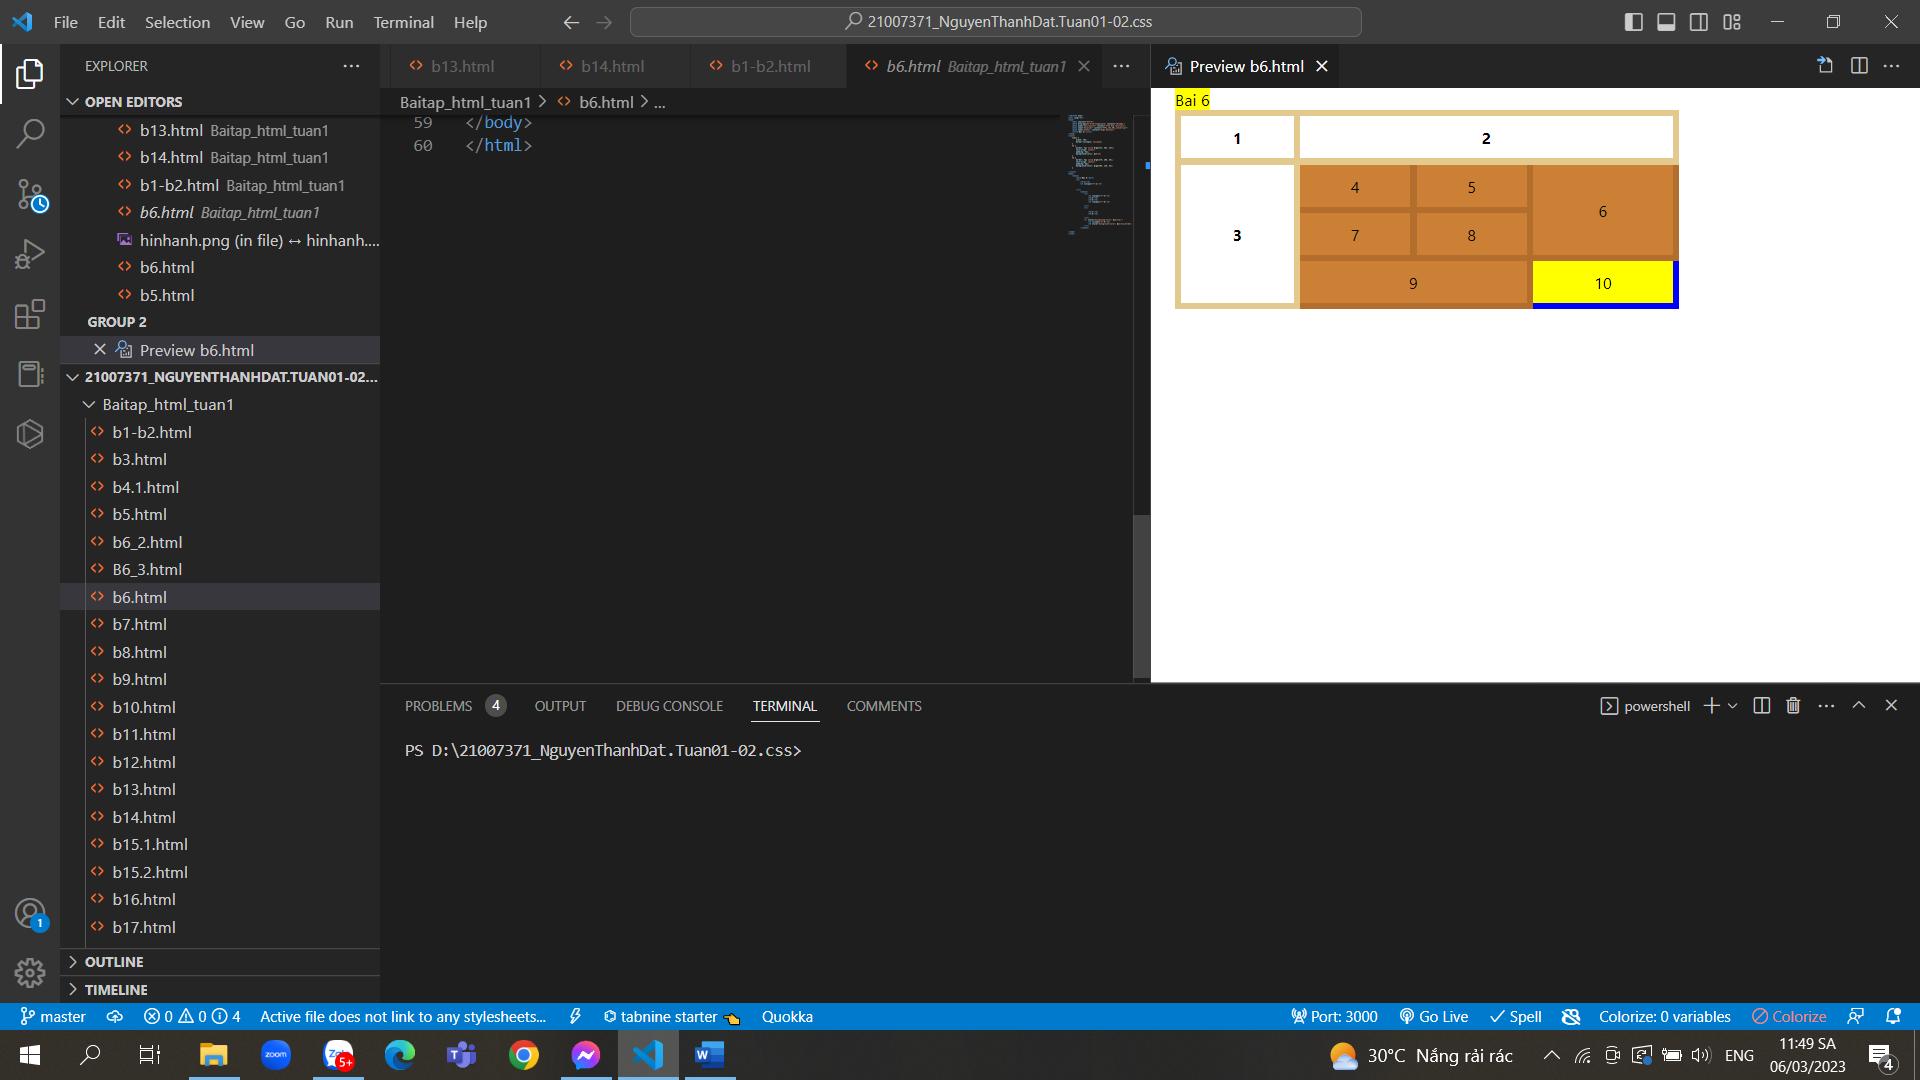 File Edit Selection View Go Run Terminal Help
21007371_NguyenThanhDat.Tuan01-02.css
EXPLORER
OPEN EDITORS
b13.html Baitap_html_tuan1
b14.html Baitap_html_tuan1
b1-b2.html Baitap_html_tuan1
b6.html Baitap_html_tuan1
hinhanh.png (in file) ↔ hinhanh....
b6.html
b5.html
GROUP 2
Preview b6.html
21007371_NGUYENTHANHDAT.TUAN01-02...
Baitap_html_tuan1
b1-b2.html
b3.html
b4.1.html
b5.html
b6_2.html
B6_3.html
b6.html
b7.html
b8.html
b9.html
b10.html
b11.html
b12.html
b13.html
b14.html
b15.1.html
b15.2.html
b16.html
b17.html
OUTLINE
TIMELINE
b13.html b14.html b1-b2.html b6.html Baitap_html_tuan1
Baitap_html_tuan1 > b6.html > ...
59 </body>
60 </html>
Preview b6.html
Bai 6
1 2
3
4 5
6
7 8
9 10
PROBLEMS 4 OUTPUT DEBUG CONSOLE TERMINAL COMMENTS
powershell
PS D:\21007371_NguyenThanhDat.Tuan01-02.css>
1
master 0 0 4 Active file does not link to any stylesheets... tabnine starter Quokka
Port: 3000 Go Live Spell Colorize: 0 variables Colorize
zoom
Za
5+
30°C Nắng rải rác
ENG
11:49 SA
06/03/2023
4